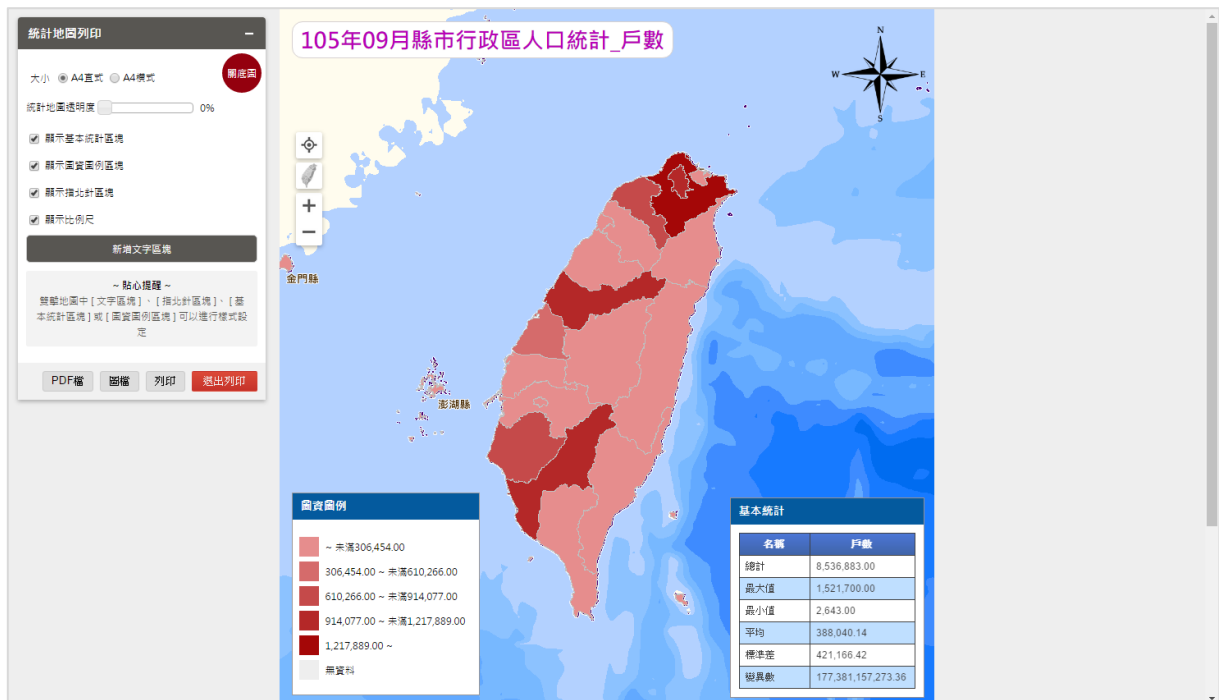 統計地圖列印 −
大小 A4直式 A4橫式
關底圖
統計地圖透明度 0%
顯示基本統計區塊
顯示圖資圖例區塊
顯示指北針區塊
顯示比例尺
新增文字區塊
~ 貼心提醒 ~
雙擊地圖中 [ 文字區塊 ] 、 [ 指北針區塊 ]、 [ 基
本統計區塊 ] 或 [ 圖資圖例區塊 ] 可以進行樣式設
定
PDF檔 圖檔 列印 退出列印
105年09月縣市行政區人口統計_戶數
N
W E
S
+
−
金門縣
澎湖縣
圖資圖例
~ 未滿306,454.00
306,454.00 ~ 未滿610,266.00
610,266.00 ~ 未滿914,077.00
914,077.00 ~ 未滿1,217,889.00
1,217,889.00 ~
無資料
基本統計
名稱 戶數
總計 8,536,883.00
最大值 1,521,700.00
最小值 2,643.00
平均 388,040.14
標準差 421,166.42
變異數 177,381,157,273.36